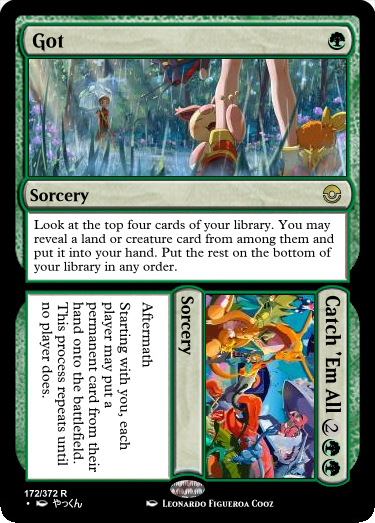 Got
Sorcery
Look at the top four cards of your library. You may
reveal a land or creature card from among them and
put it into your hand. Put the rest on the bottom of
your library in any order.
Catch 'Em All 2
Sorcery
Aftermath
Starting with you, each
player may put a
permanent card from their
hand onto the battlefield.
This process repeats until
no player does.
172/372 R
• やっくん
Leonardo Figueroa Cooz